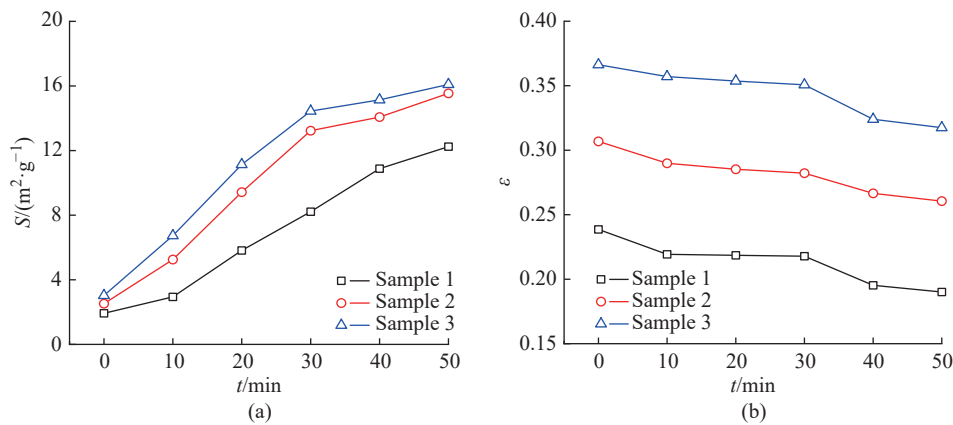 20
16
12
8
4
0
S/(m²·g⁻¹)
Sample 1
Sample 2
Sample 3
0 10 20 30 40 50
t/min
(a)
0.40
0.35
0.30
0.25
0.20
0.15
ε
Sample 1
Sample 2
Sample 3
0 10 20 30 40 50
t/min
(b)